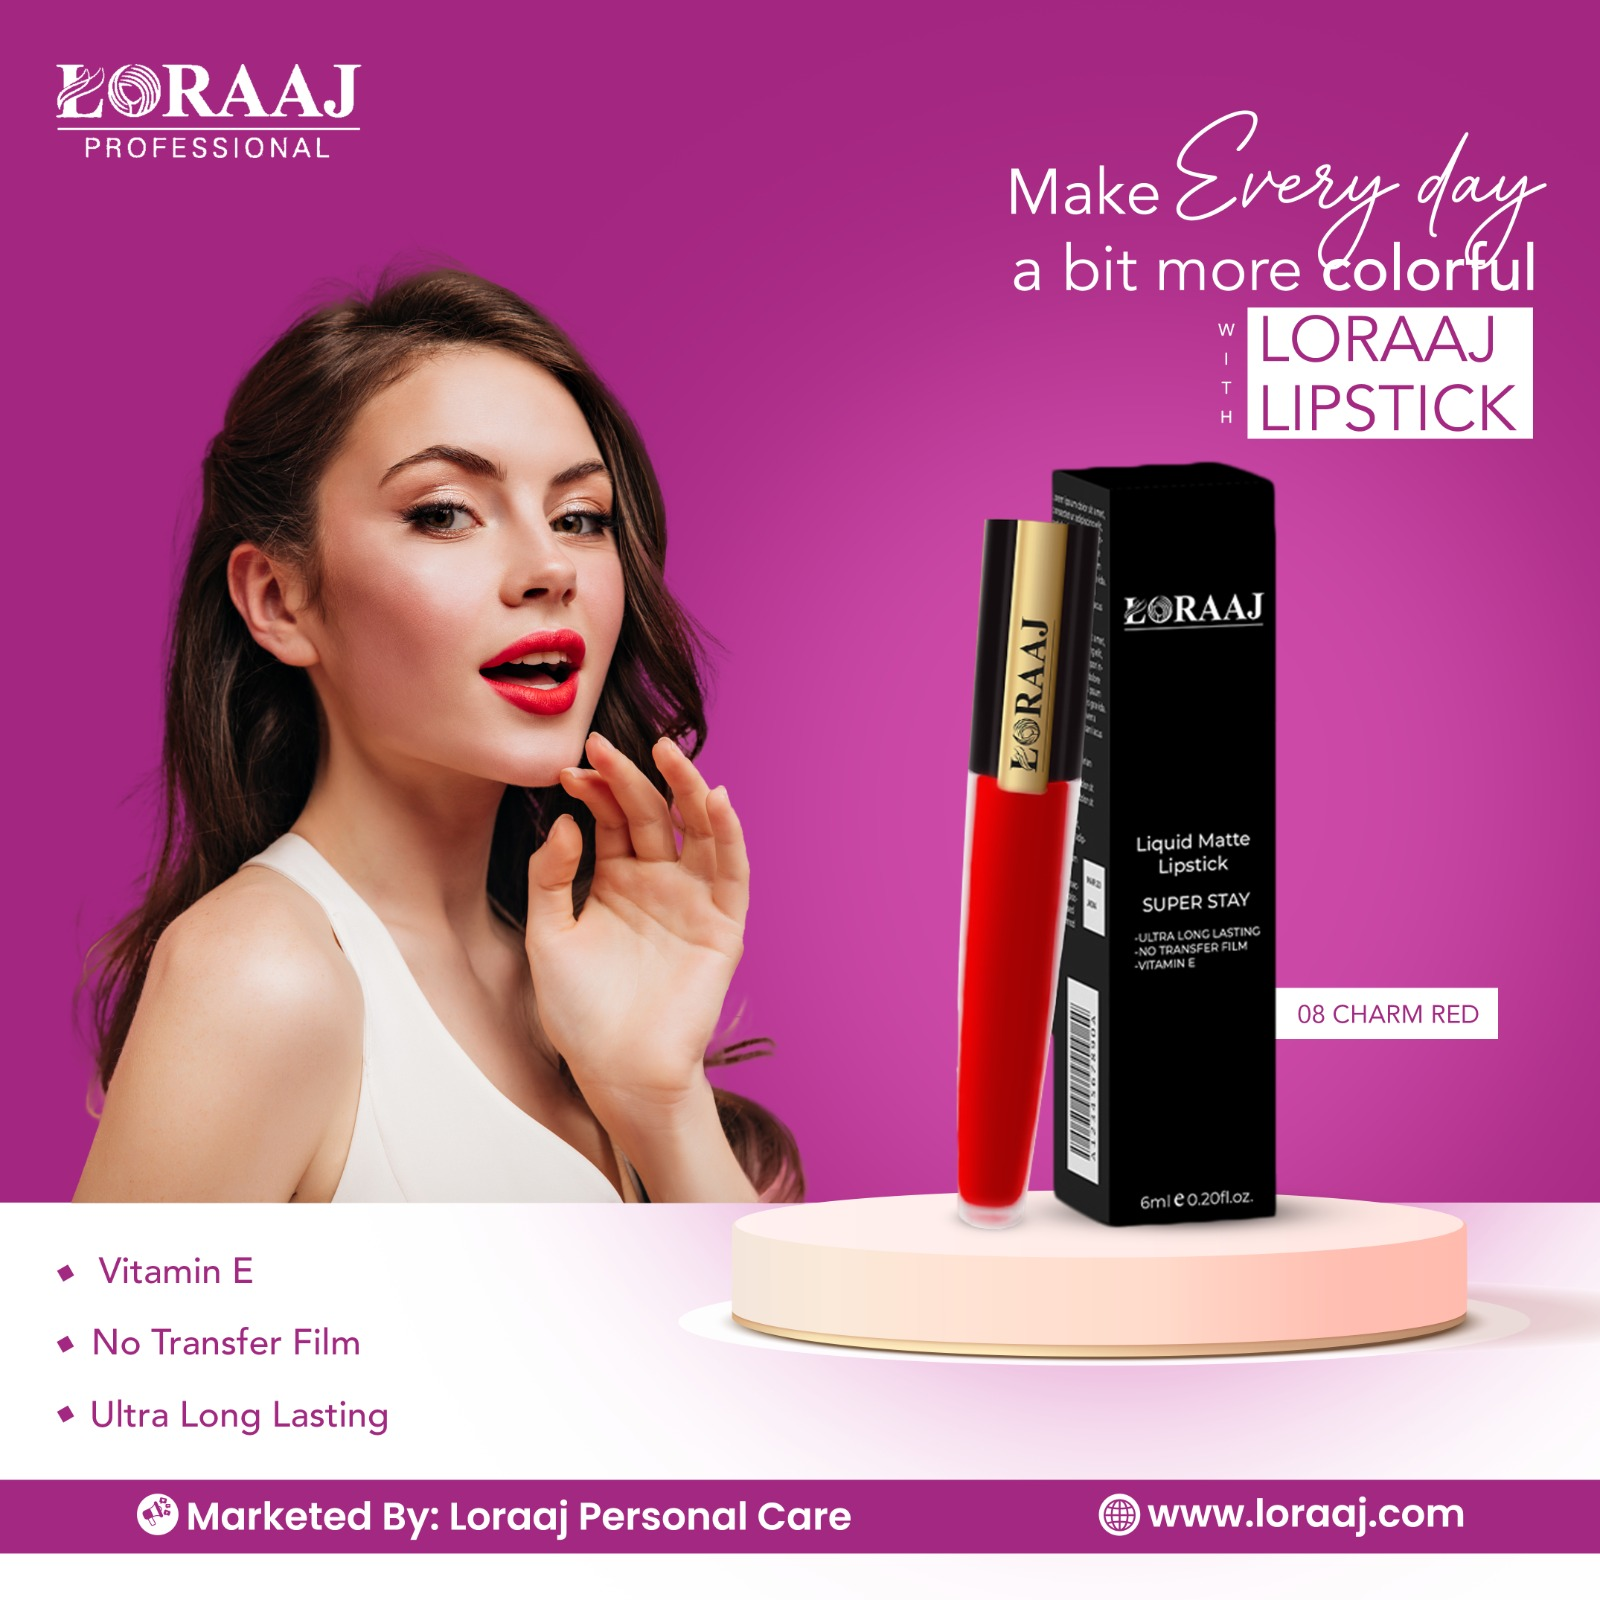 LORAAJ
PROFESSIONAL
Make Every day
a bit more colorful
WITH
LORAAJ
LIPSTICK
LORAAJ
LORAAJ
Liquid Matte
Lipstick
SUPER STAY
-ULTRA LONG LASTING
-NO TRANSFER FILM
-VITAMIN E
6ml e 0.20fl.oz.
08 CHARM RED
Vitamin E
No Transfer Film
Ultra Long Lasting
Marketed By: Loraaj Personal Care
www.loraaj.com